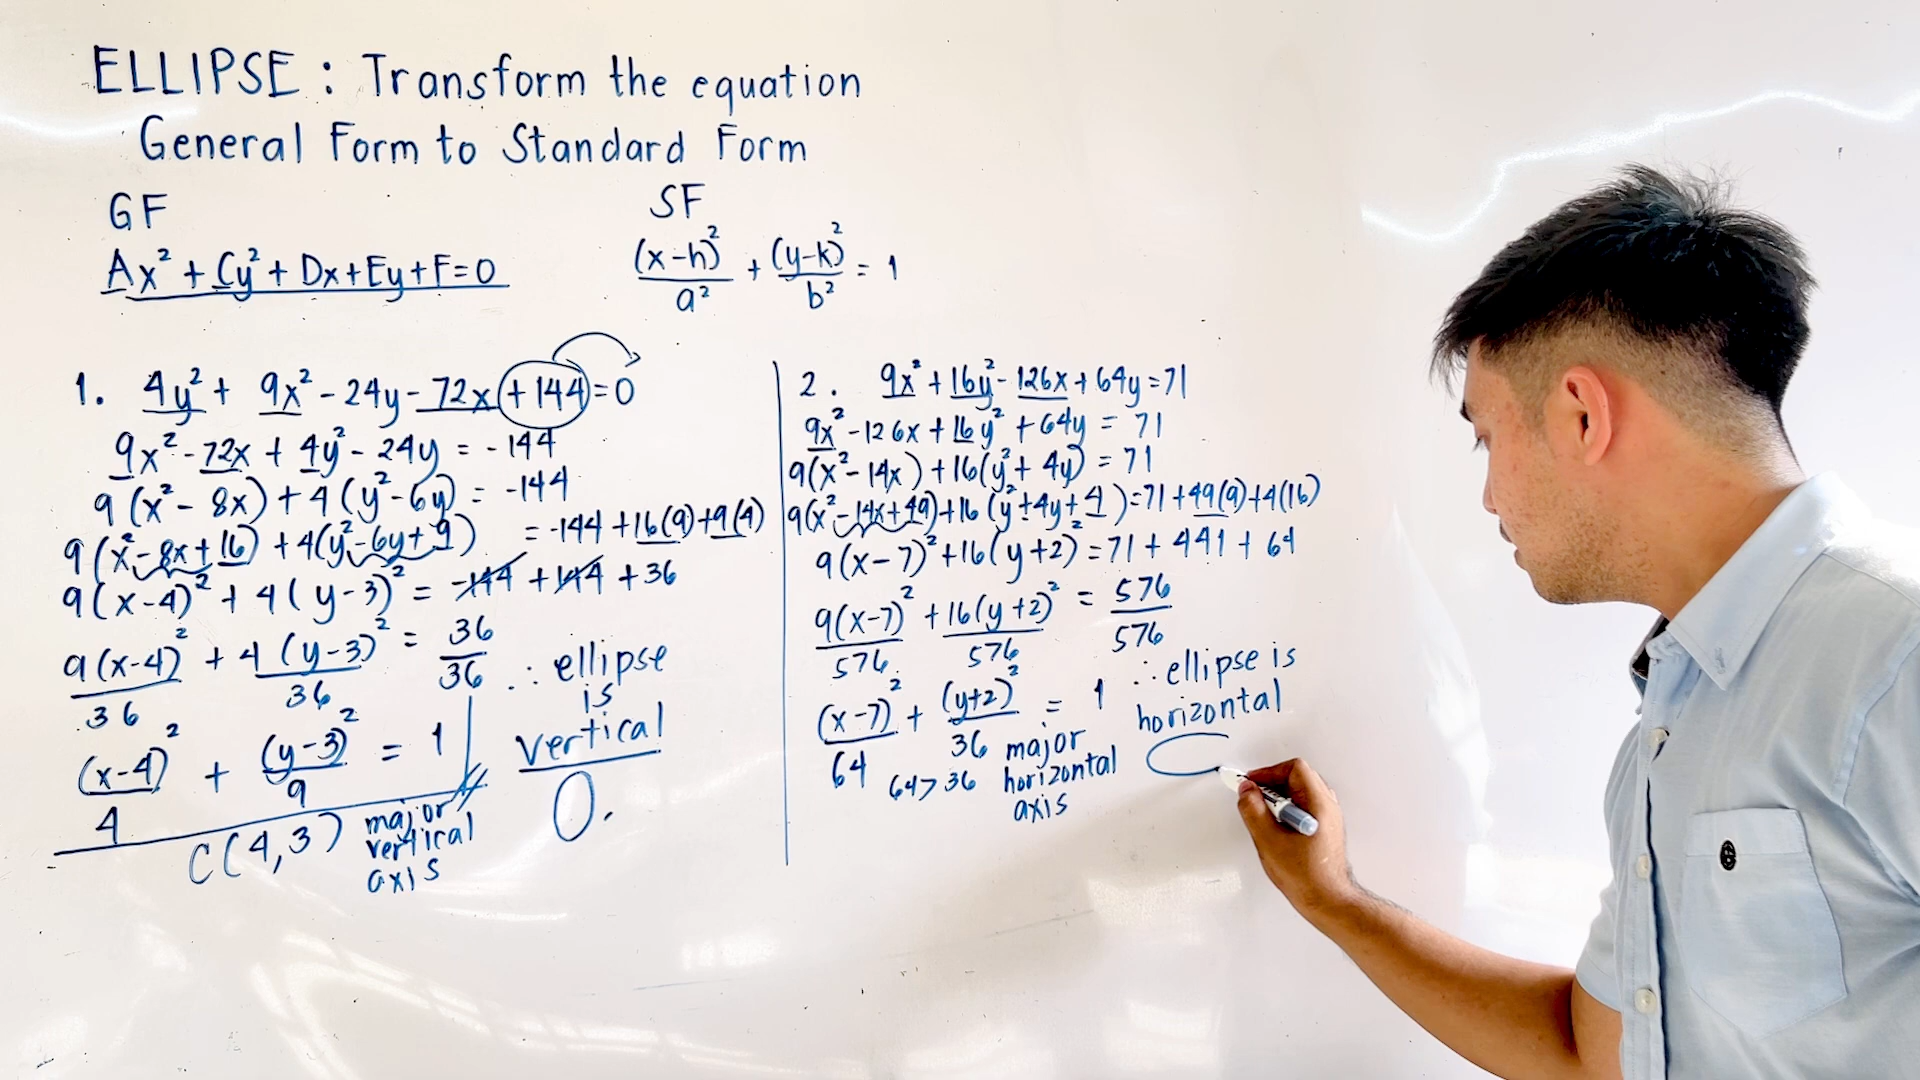 ELLIPSE : Transform the equation
General Form to Standard Form
GF
Ax² + Cy² + Dx + Ey + F = 0
SF
(x-h)²/a² + (y-k)²/b² = 1
1. 4y² + 9x² - 24y - 72x + 144 = 0
9x² - 72x + 4y² - 24y = -144
9(x² - 8x) + 4(y² - 6y) = -144
9(x² - 8x + 16) + 4(y² - 6y + 9) = -144 + 16(9) + 9(4)
9(x-4)² + 4(y-3)² = -144 + 144 + 36
9(x-4)²/36 + 4(y-3)²/36 = 36/36
(x-4)²/4 + (y-3)²/9 = 1
C(4,3)
major
vertical
axis
∴ ellipse
is
vertical
2. 9x² + 16y² - 126x + 64y = 71
9x² - 126x + 16y² + 64y = 71
9(x² - 14x) + 16(y² + 4y) = 71
9(x² - 14x + 49) + 16(y² + 4y + 4) = 71 + 49(9) + 4(16)
9(x-7)² + 16(y+2)² = 71 + 441 + 64
9(x-7)²/576 + 16(y+2)²/576 = 576/576
(x-7)²/64 + (y+2)²/36 = 1
64 > 36
major
horizontal
axis
∴ ellipse is
horizontal